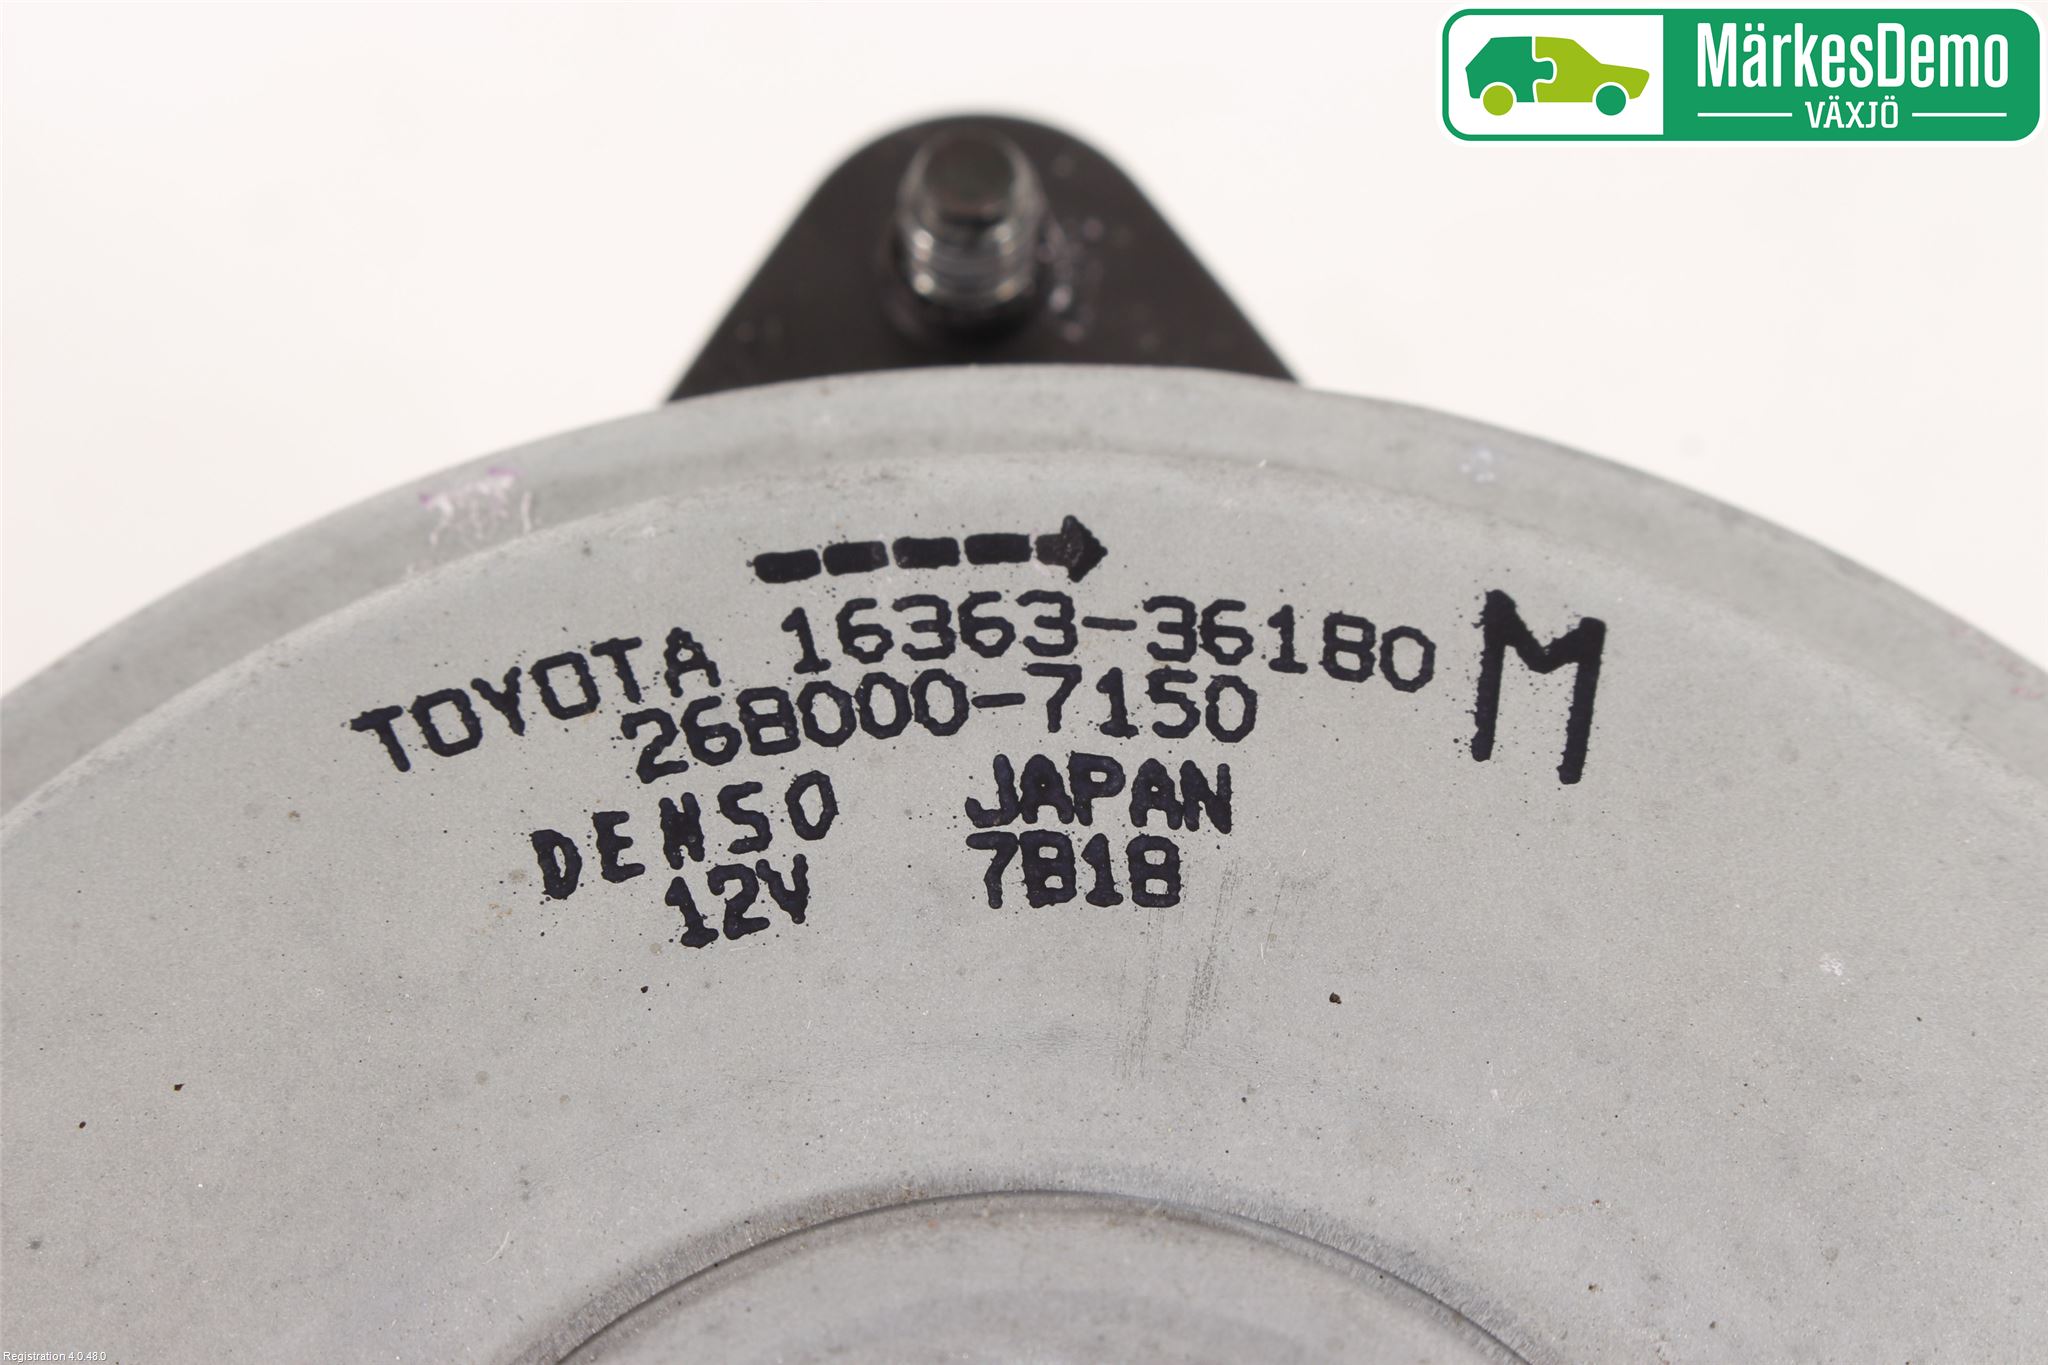 MärkesDemo
VÄXJÖ
TOYOTA 16363-36180 M
268000-7150
DENSO JAPAN
12V 7B18
Registration 4.0.48.0